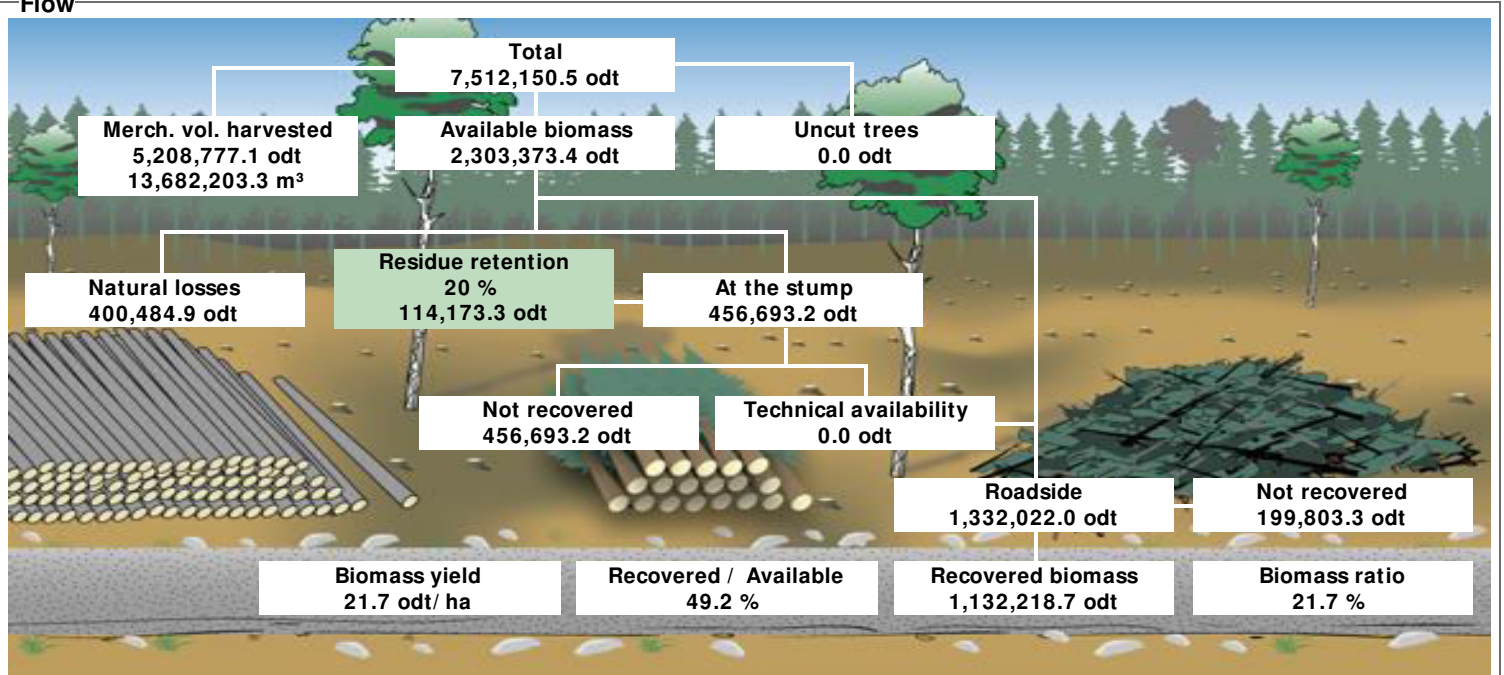 Flow
Total
7,512,150.5 odt
Merch. vol. harvested
5,208,777.1 odt
13,682,203.3 m³
Available biomass
2,303,373.4 odt
Uncut trees
0.0 odt
Natural losses
400,484.9 odt
Residue retention
20 %
114,173.3 odt
At the stump
456,693.2 odt
Not recovered
456,693.2 odt
Technical availability
0.0 odt
Roadside
1,332,022.0 odt
Not recovered
199,803.3 odt
Biomass yield
21.7 odt/ ha
Recovered / Available
49.2 %
Recovered biomass
1,132,218.7 odt
Biomass ratio
21.7 %